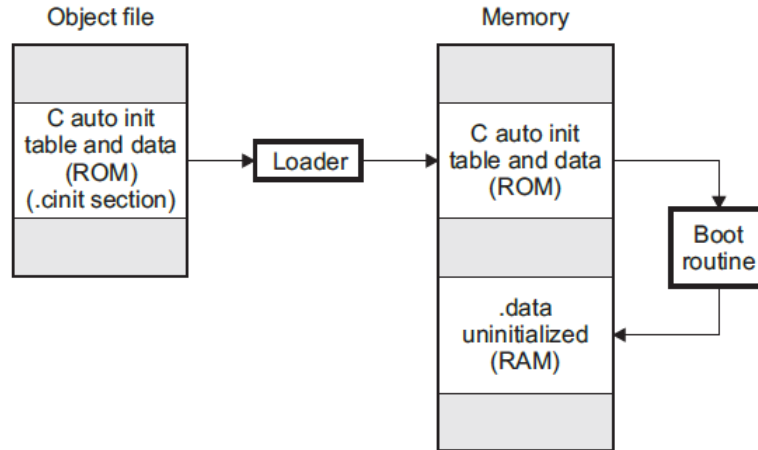 Object file
Memory
C auto init
table and data
(ROM)
(.cinit section)
Loader
C auto init
table and data
(ROM)
Boot
routine
.data
uninitialized
(RAM)